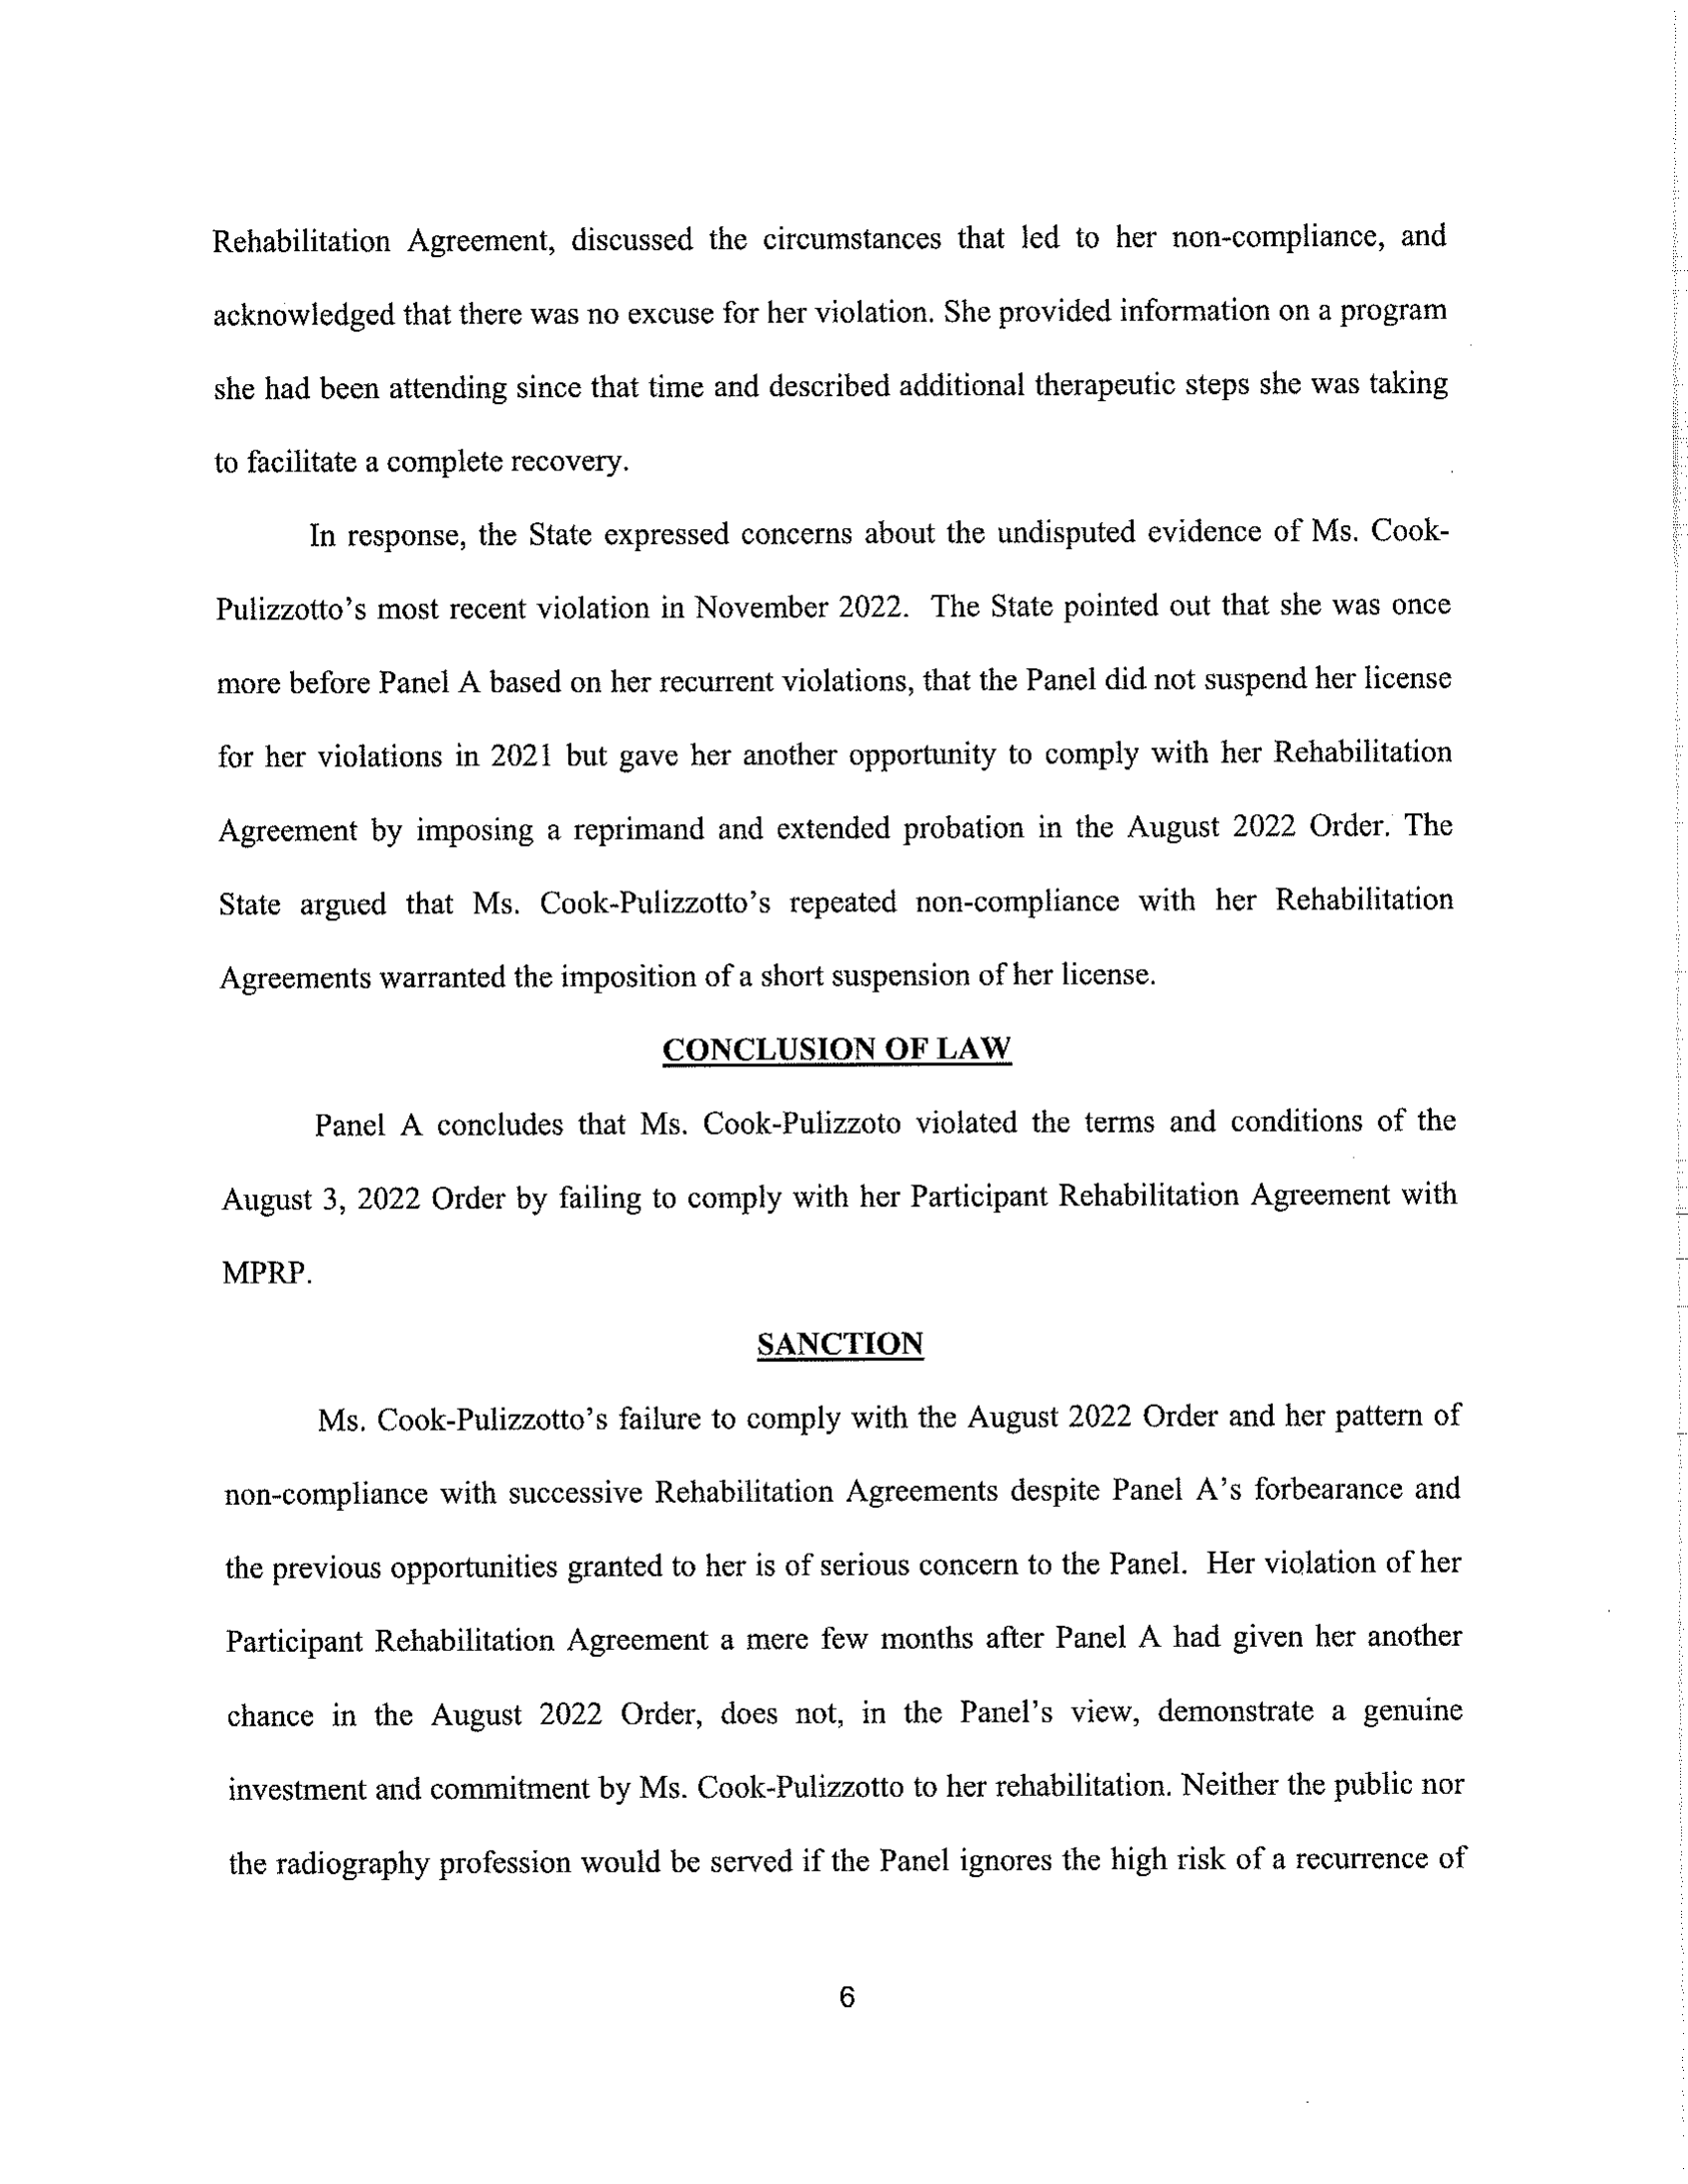 Rehabilitation Agreement, discussed the circumstances that led to her non-compliance, and
acknowledged that there was no excuse for her violation. She provided information on a program
she had been attending since that time and described additional therapeutic steps she was taking
to facilitate a complete recovery.
In response, the State expressed concerns about the undisputed evidence of Ms. Cook-
Pulizzotto's most recent violation in November 2022. The State pointed out that she was once
more before Panel A based on her recurrent violations, that the Panel did not suspend her license
for her violations in 2021 but gave her another opportunity to comply with her Rehabilitation
Agreement by imposing a reprimand and extended probation in the August 2022 Order. The
State argued that Ms. Cook-Pulizzotto's repeated non-compliance with her Rehabilitation
Agreements warranted the imposition of a short suspension of her license.
CONCLUSION OF LAW
Panel A concludes that Ms. Cook-Pulizzoto violated the terms and conditions of the
August 3, 2022 Order by failing to comply with her Participant Rehabilitation Agreement with
MPRP.
SANCTION
Ms. Cook-Pulizzotto's failure to comply with the August 2022 Order and her pattern of
non-compliance with successive Rehabilitation Agreements despite Panel A's forbearance and
the previous opportunities granted to her is of serious concern to the Panel. Her violation of her
Participant Rehabilitation Agreement a mere few months after Panel A had given her another
chance in the August 2022 Order, does not, in the Panel's view, demonstrate a genuine
investment and commitment by Ms. Cook-Pulizzotto to her rehabilitation. Neither the public nor
the radiography profession would be served if the Panel ignores the high risk of a recurrence of
6